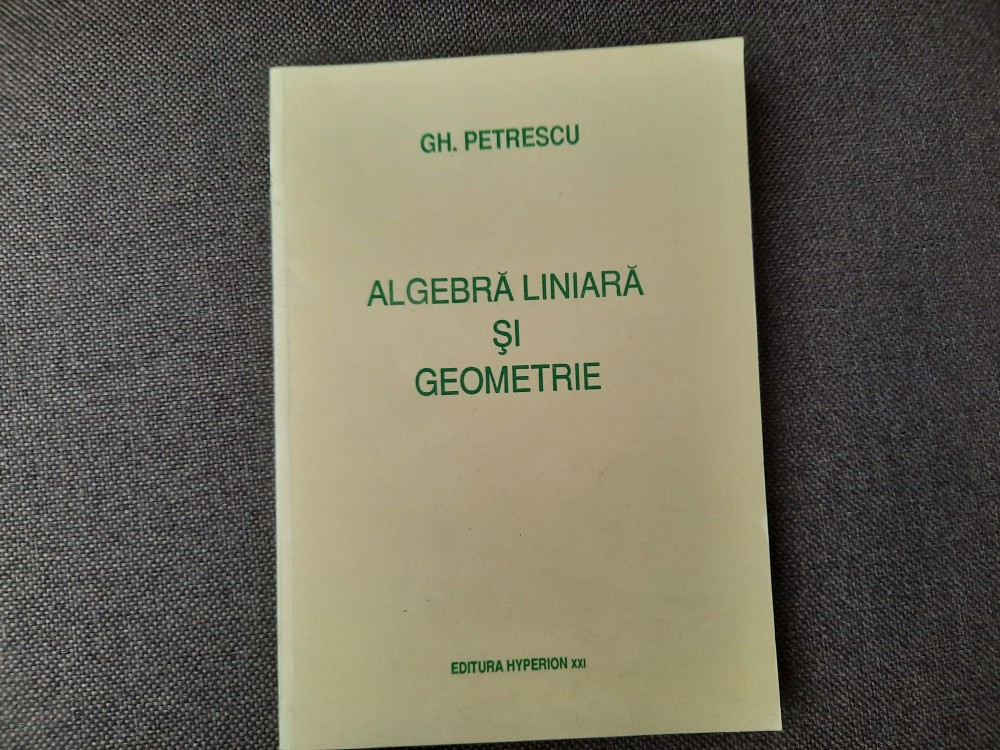 GH. PETRESCU
ALGEBRĂ LINIARĂ
ŞI
GEOMETRIE
EDITURA HYPERION XXI